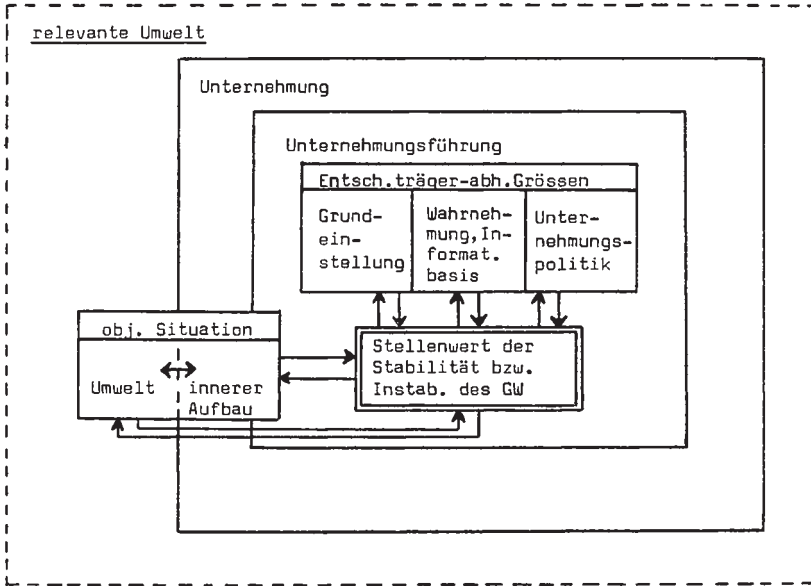 relevante Umwelt
Unternehmung
Unternehmungsführung
Entsch.träger-abh.Grössen
Grund-
ein-
stellung
Wahrneh-
mung,In-
format.
basis
Unter-
nehmungs-
politik
obj. Situation
Umwelt
innerer
Aufbau
Stellenwert der
Stabilität bzw.
Instab. des GW